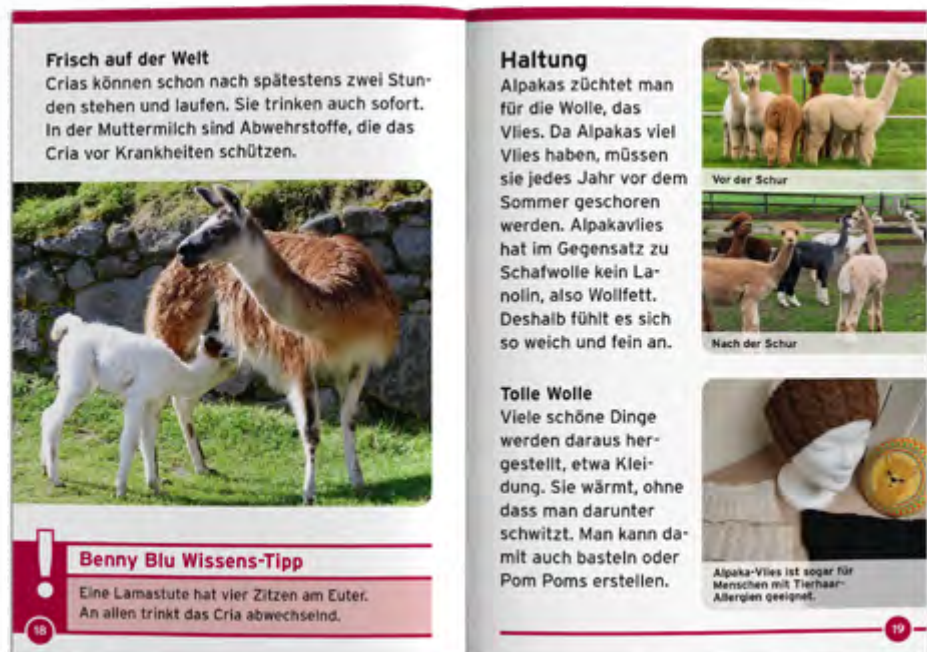 Frisch auf der Welt
Crias können schon nach spätestens zwei Stun-
den stehen und laufen. Sie trinken auch sofort.
In der Muttermilch sind Abwehrstoffe, die das
Cria vor Krankheiten schützen.
! Benny Blu Wissens-Tipp
Eine Lamastute hat vier Zitzen am Euter.
An allen trinkt das Cria abwechselnd.
18
Haltung
Alpakas züchtet man
für die Wolle, das
Vlies. Da Alpakas viel
Vlies haben, müssen
sie jedes Jahr vor dem
Sommer geschoren
werden. Alpakavlies
hat im Gegensatz zu
Schafwolle kein La-
nolin, also Wollfett.
Deshalb fühlt es sich
so weich und fein an.
Vor der Schur
Nach der Schur
Tolle Wolle
Viele schöne Dinge
werden daraus her-
gestellt, etwa Klei-
dung. Sie wärmt, ohne
dass man darunter
schwitzt. Man kann da-
mit auch basteln oder
Pom Poms erstellen.
Alpaka-Vlies ist sogar für
Menschen mit Tierhaar-
Allergien geeignet.
19